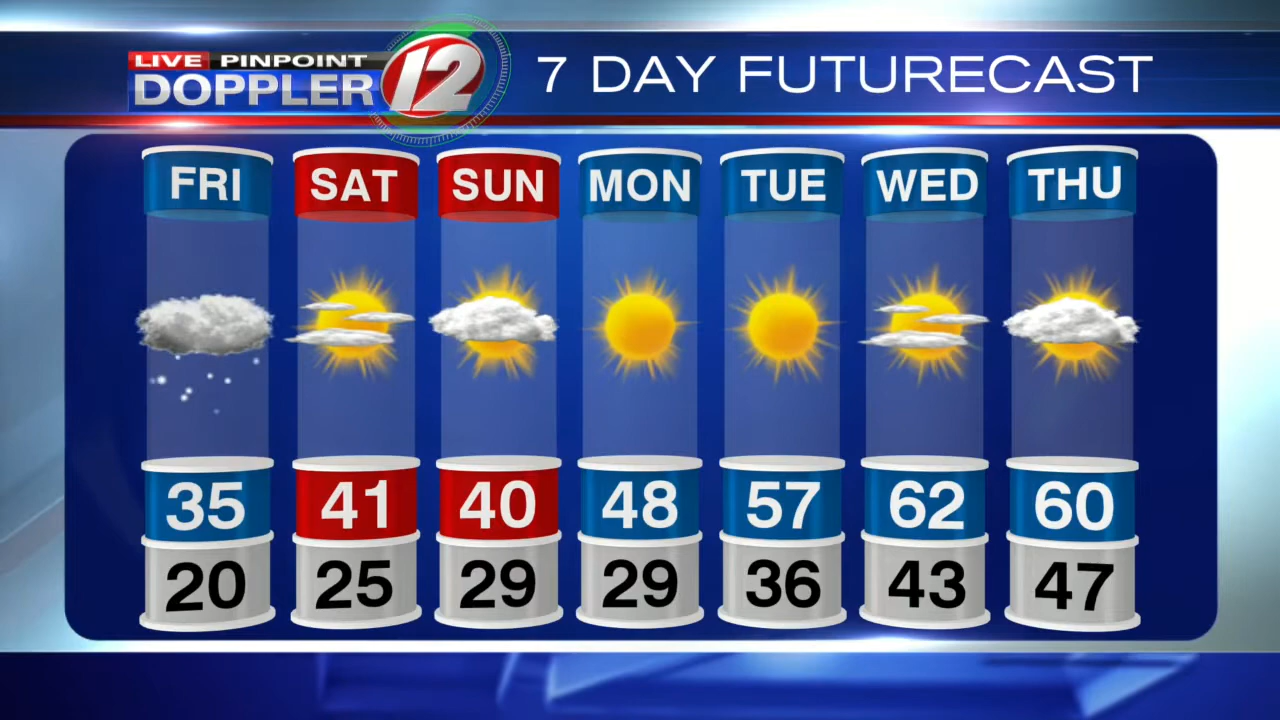 LIVE PINPOINT
DOPPLER 12
7 DAY FUTURECAST
FRI SAT SUN MON TUE WED THU
35 41 40 48 57 62 60
20 25 29 29 36 43 47